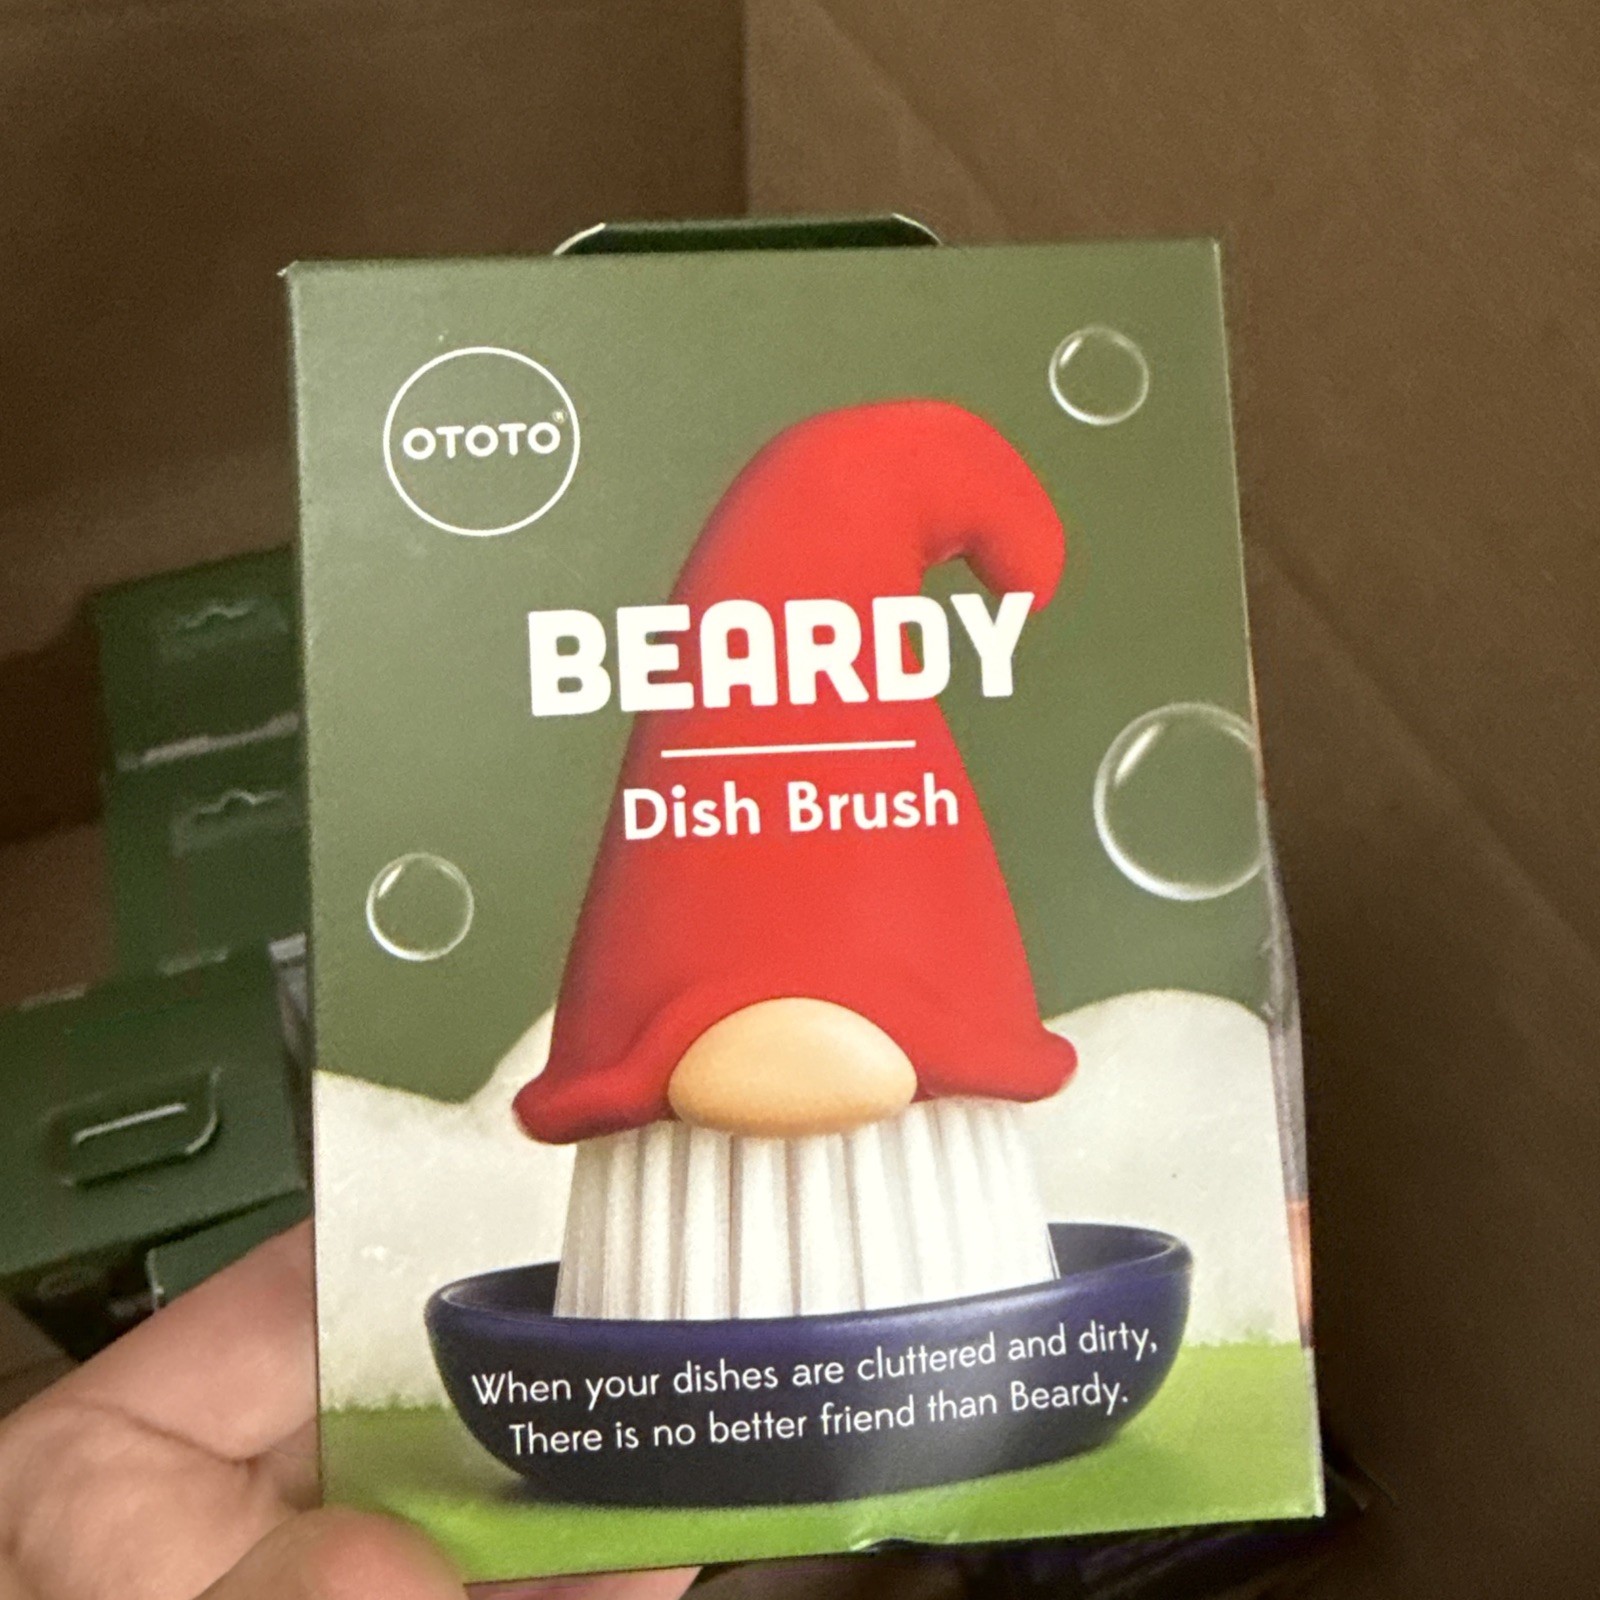 OTOTO®
BEARDY
Dish Brush
When your dishes are cluttered and dirty,
There is no better friend than Beardy.